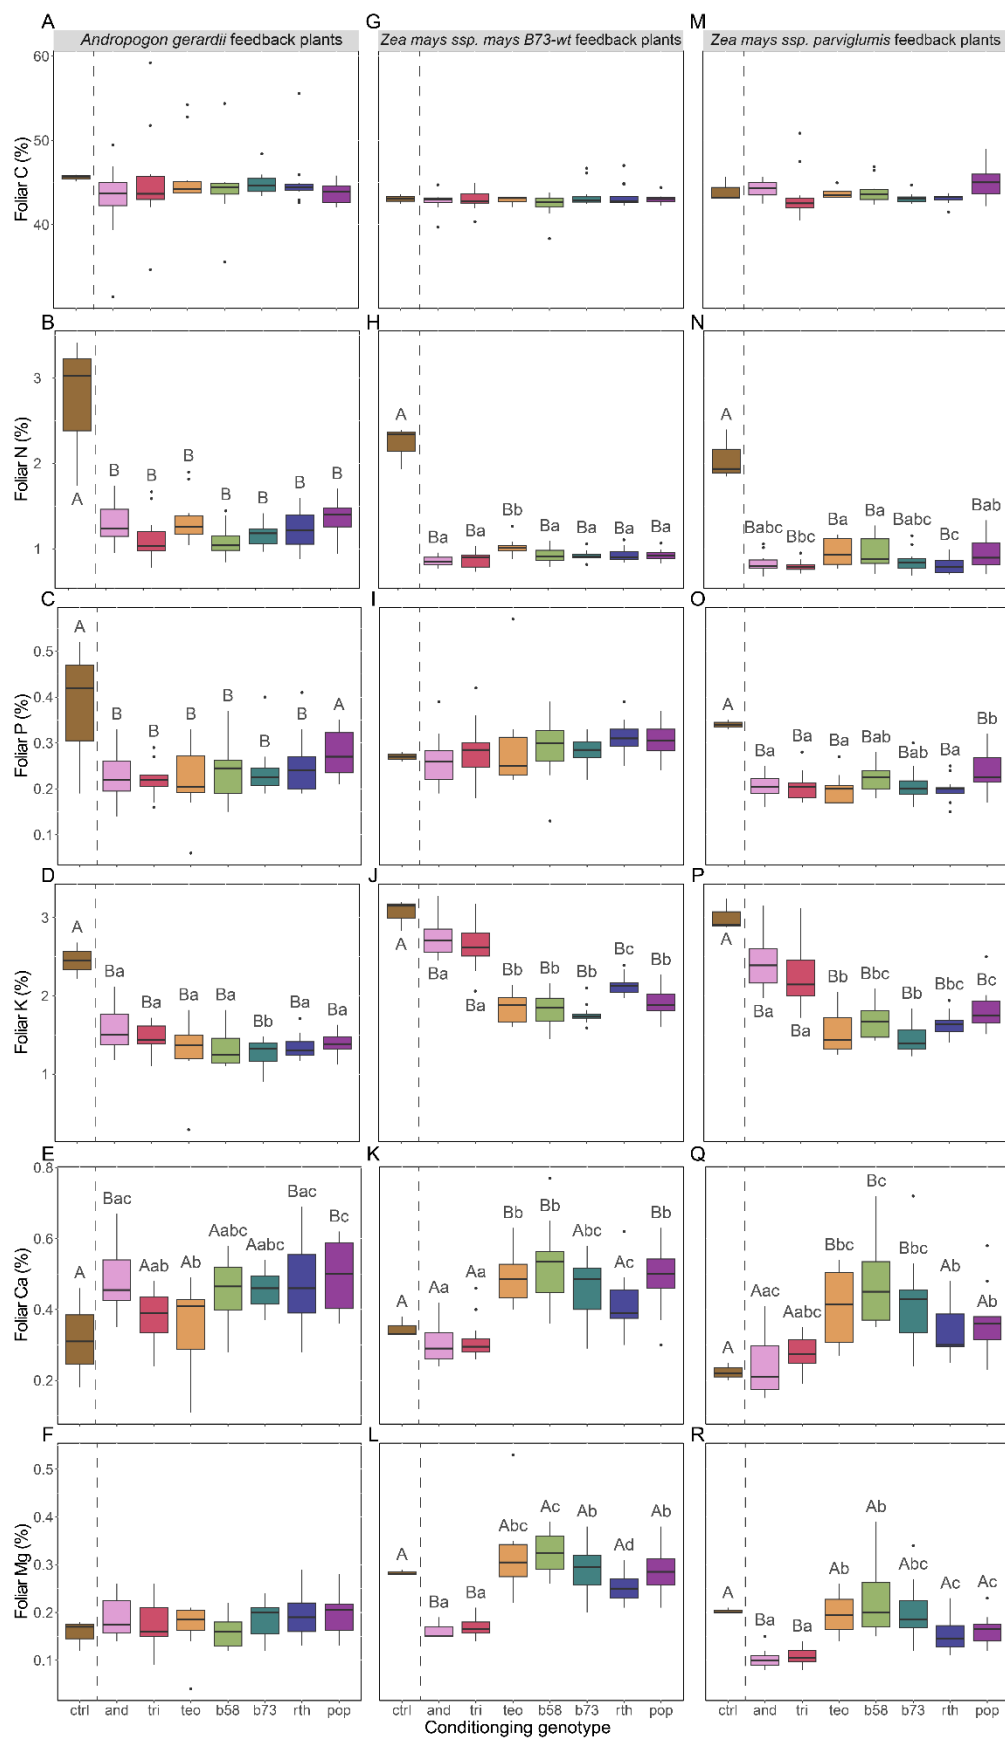 A G M
Andropogon gerardii feedback plants Zea mays ssp. mays B73-wt feedback plants Zea mays ssp. parviglumis feedback plants
60
50
40
Foliar C (%)
B H N
3
2
1
Foliar N (%)
A B B B B B B B
A Ba Ba Bb Ba Ba Ba Ba
A Babc Bbc Ba Ba Babc Bc Bab
C I O
0.5
0.4
0.3
0.2
0.1
Foliar P (%)
A B B B B B B A
A Ba Ba Ba Bab Bab Ba Bb
D J P
3
2
1
Foliar K (%)
A Ba Ba Ba Ba Bb Ba Ba
A Ba Ba Bb Bb Bb Bc Bb
A Ba Ba Bb Bbc Bb Bbc Bc
E K Q
0.8
0.6
0.4
0.2
Foliar Ca (%)
A Bac Aab Ab Aabc Aabc Bac Bc
A Aa Aa Bb Bb Abc Ac Bb
A Aac Aabc Bbc Bc Bbc Ab Ab
F L R
0.5
0.4
0.3
0.2
0.1
Foliar Mg (%)
A Ba Ba Abc Ac Ab Ad Ab
A Ba Ba Ab Ab Abc Ac Ac
ctrl and tri teo b58 b73 rth pop ctrl and tri teo b58 b73 rth pop ctrl and tri teo b58 b73 rth pop
Conditionging genotype